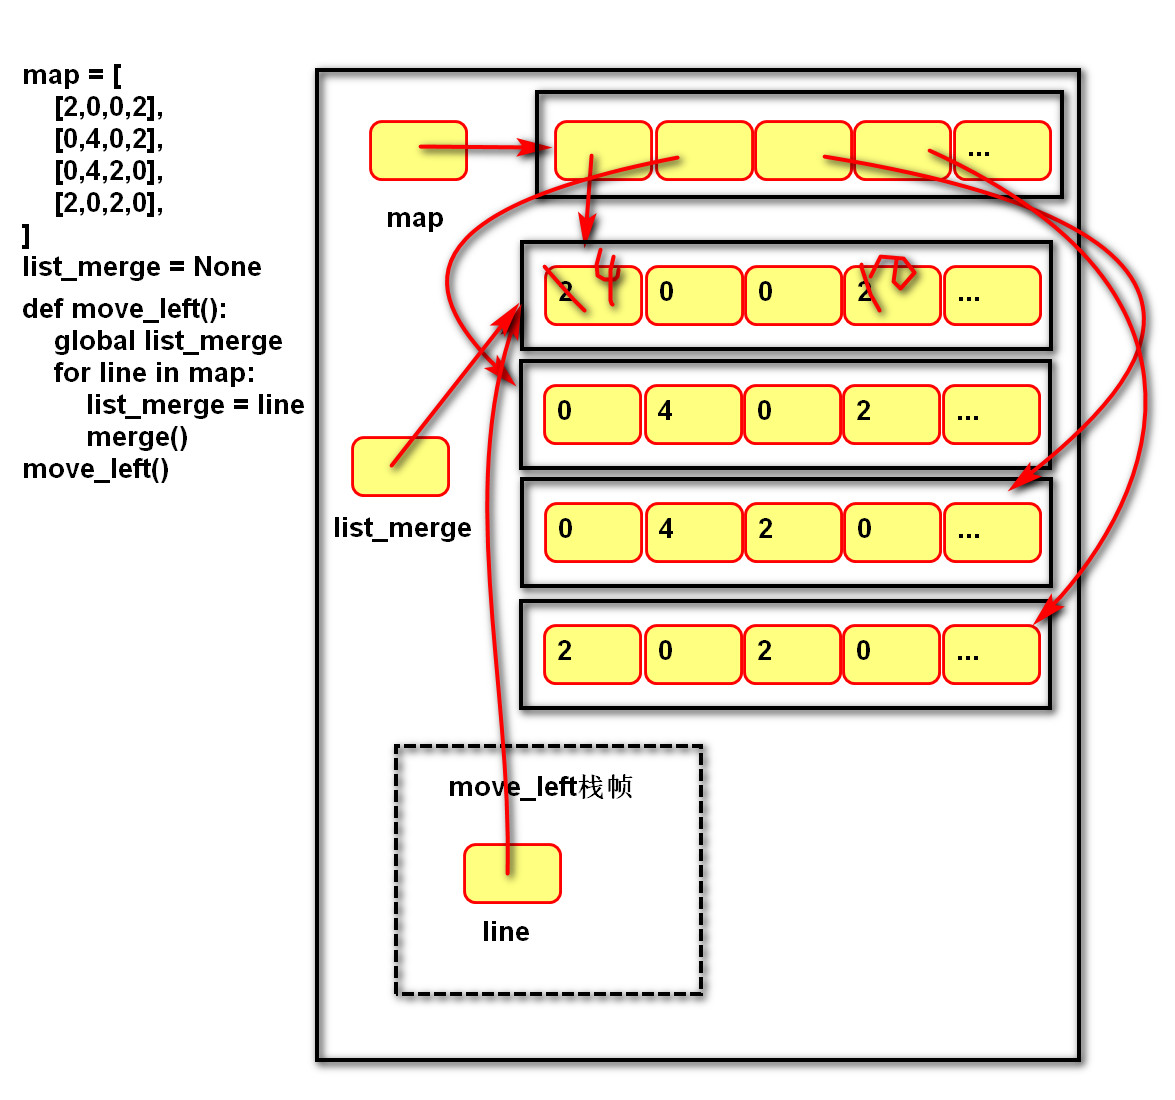 map = [
[2,0,0,2],
[0,4,0,2],
[0,4,2,0],
[2,0,2,0],
]
list_merge = None
def move_left():
global list_merge
for line in map:
list_merge = line
merge()
move_left()
...
map
2 4 0 0 2 0 ...
0 4 0 2 ...
list_merge
0 4 2 0 ...
2 0 2 0 ...
move_left栈帧
line